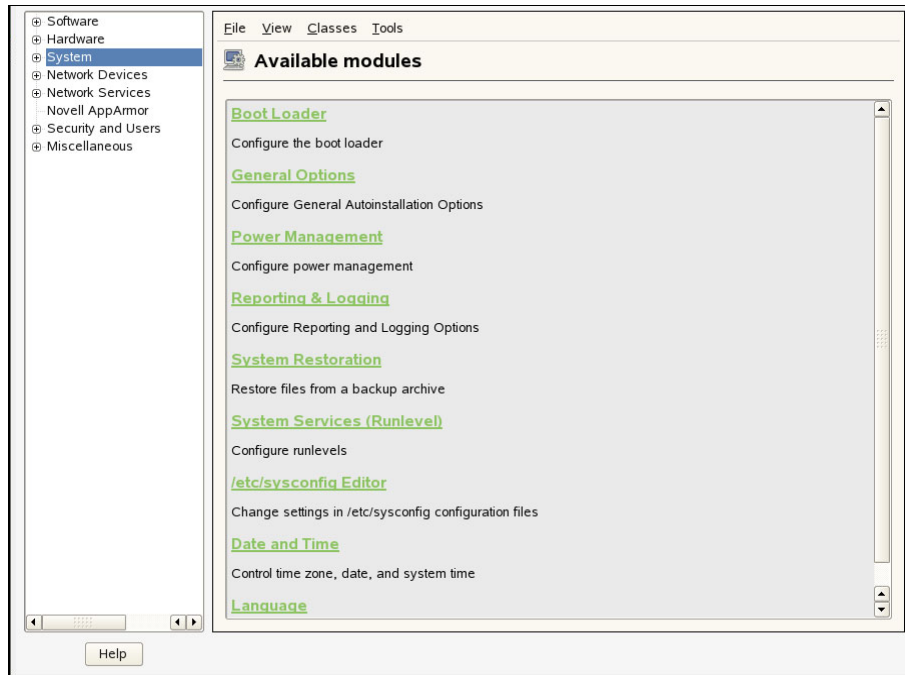 Software
Hardware
System
Network Devices
Network Services
Novell AppArmor
Security and Users
Miscellaneous
File View Classes Tools
Available modules
Boot Loader
Configure the boot loader
General Options
Configure General Autoinstallation Options
Power Management
Configure power management
Reporting & Logging
Configure Reporting and Logging Options
System Restoration
Restore files from a backup archive
System Services (Runlevel)
Configure runlevels
/etc/sysconfig Editor
Change settings in /etc/sysconfig configuration files
Date and Time
Control time zone, date, and system time
Language
Help